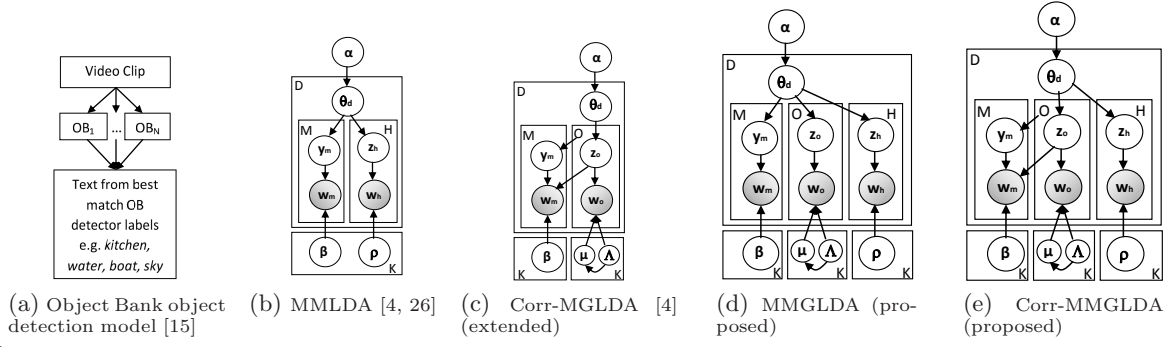 Video Clip
OB1 ... OBN
Text from best
match OB
detector labels
e.g. kitchen,
water, boat, sky
(a) Object Bank object
detection model [15]
α
D
θd
M
H
ym
zh
wm
wh
β
ρ
K
(b) MMLDA [4, 26]
α
D
θd
M
O
ym
zo
wm
wo
β
μ
Λ
K
K
(c) Corr-MGLDA [4]
(extended)
α
D
θd
M
O
H
ym
zo
zh
wm
wo
wh
β
μ
Λ
ρ
K
K
K
(d) MMGLDA (pro-
posed)
α
D
θd
M
O
H
ym
zo
zh
wm
wo
wh
β
μ
Λ
ρ
K
K
K
(e) Corr-MMGLDA
(proposed)